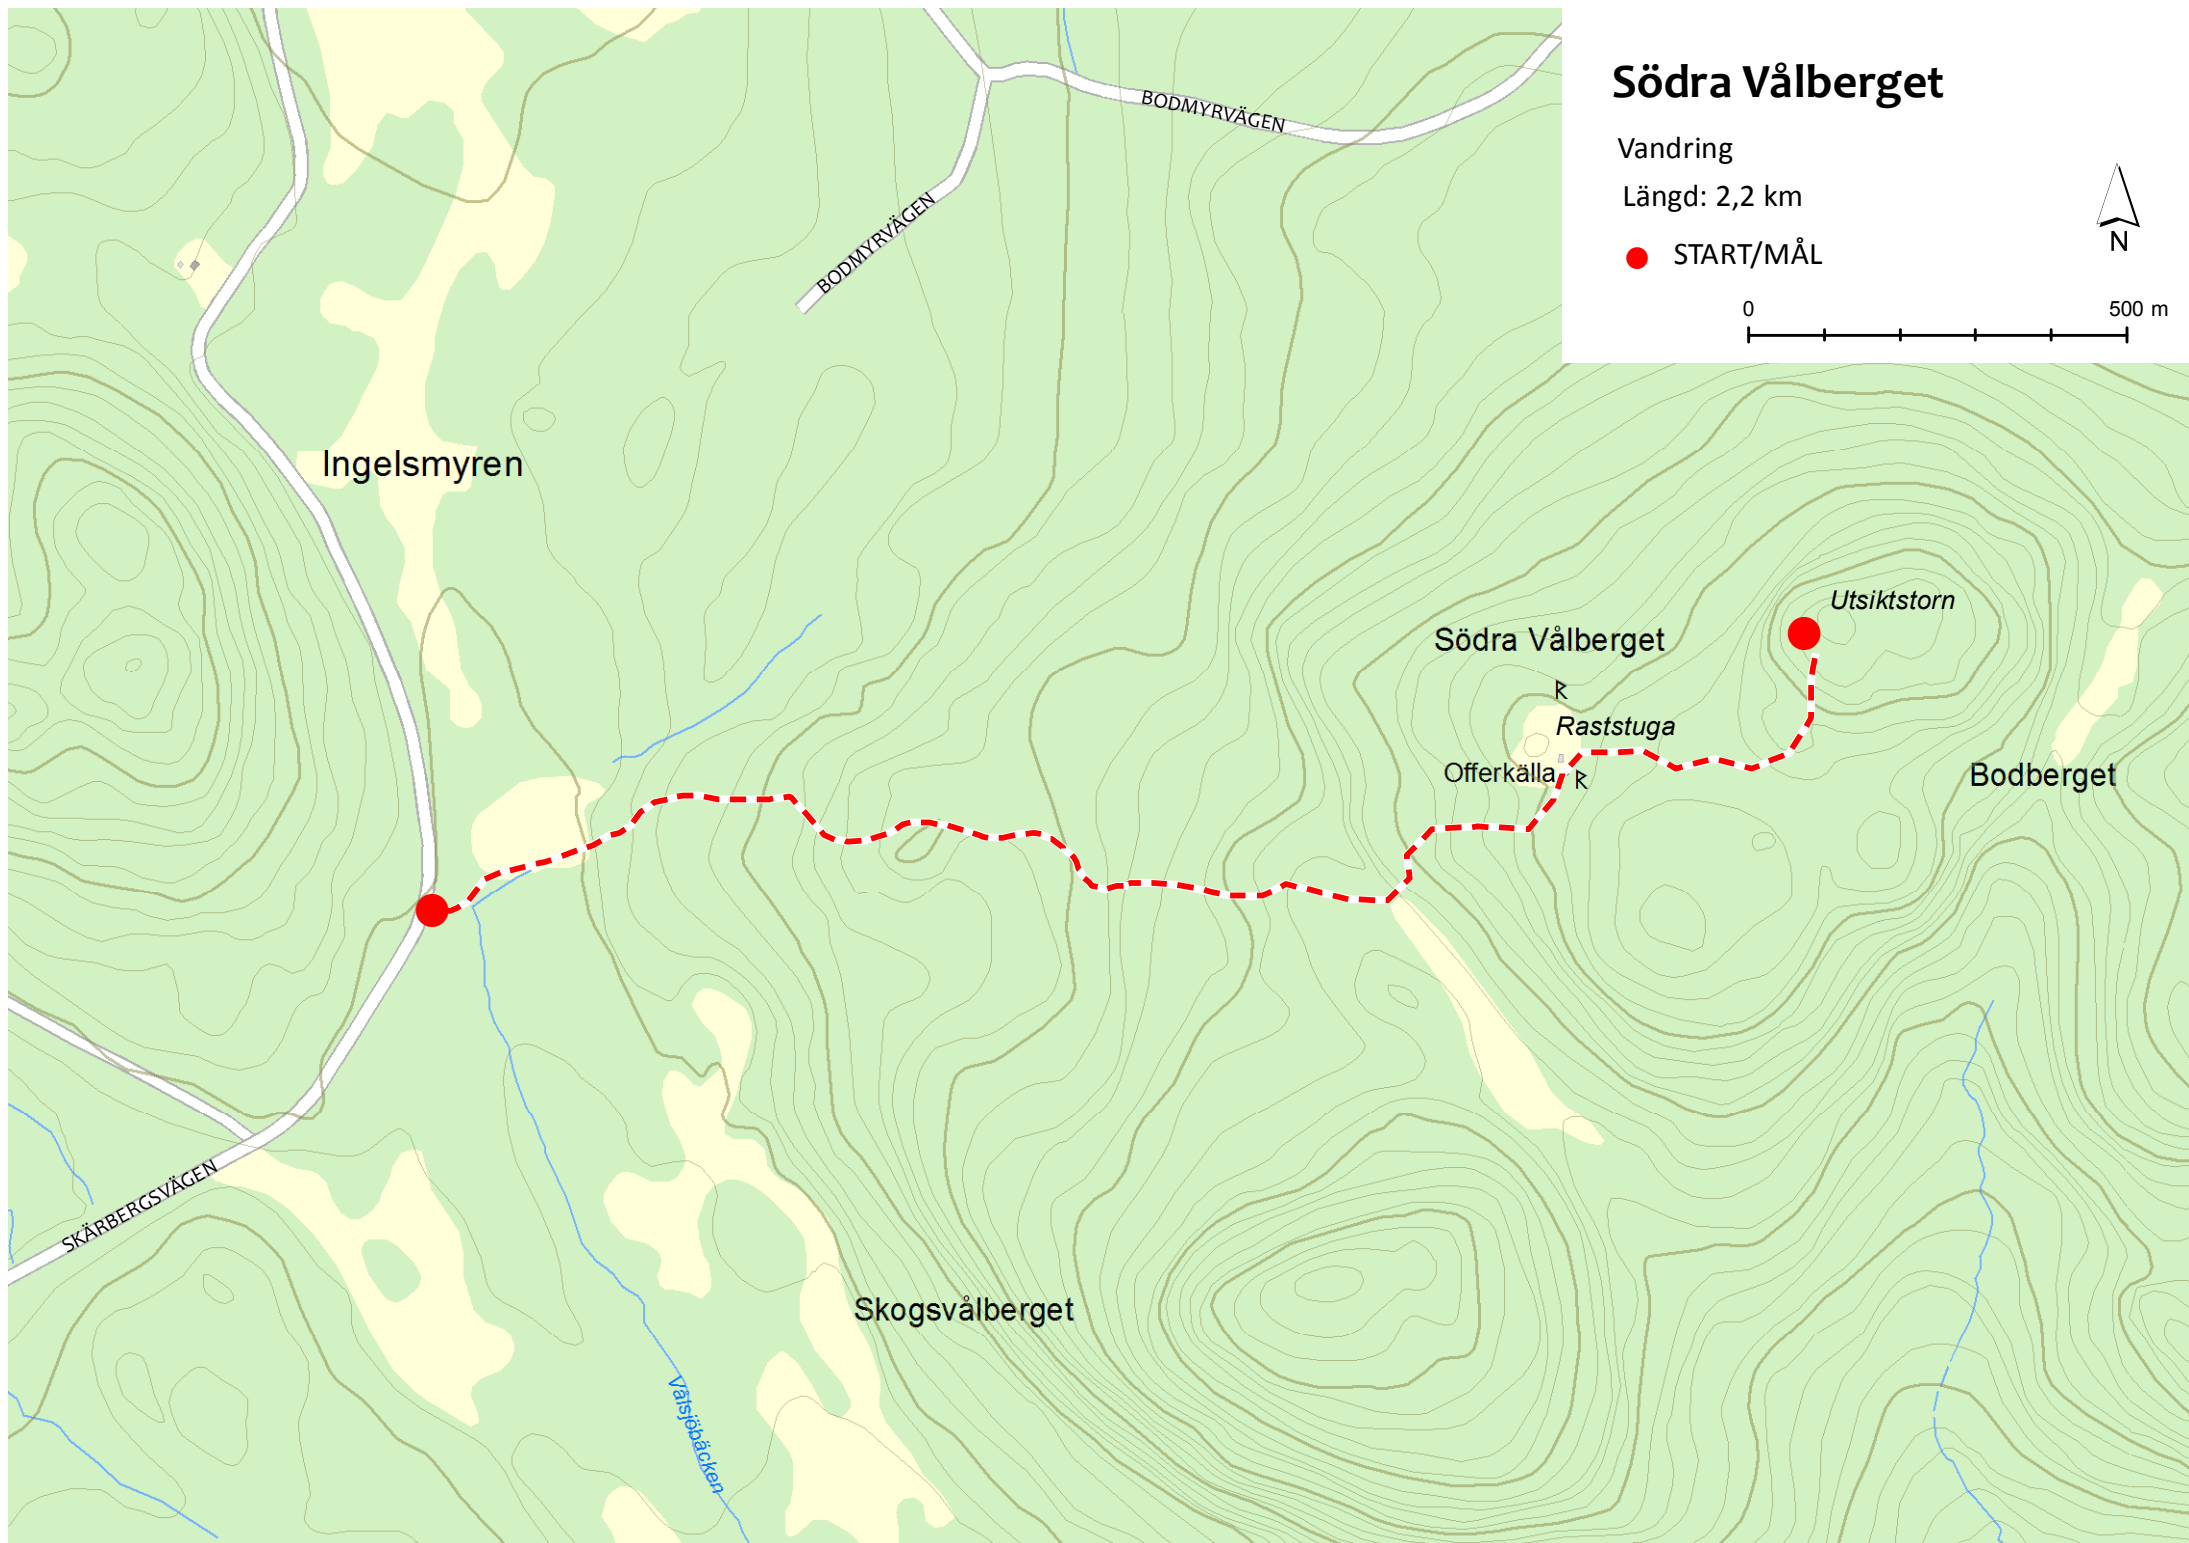 Södra Vålberget
Vandring
Längd: 2,2 km
START/MÅL
N
0 500 m
BODMYRVÄGEN
BODMYRVÄGEN
Ingelsmyren
Utsiktstorn
Södra Vålberget
Raststuga
Offerkälla
Bodberget
SKÄRBERGSVÄGEN
Skogsvålberget
Vålsjöbäcken